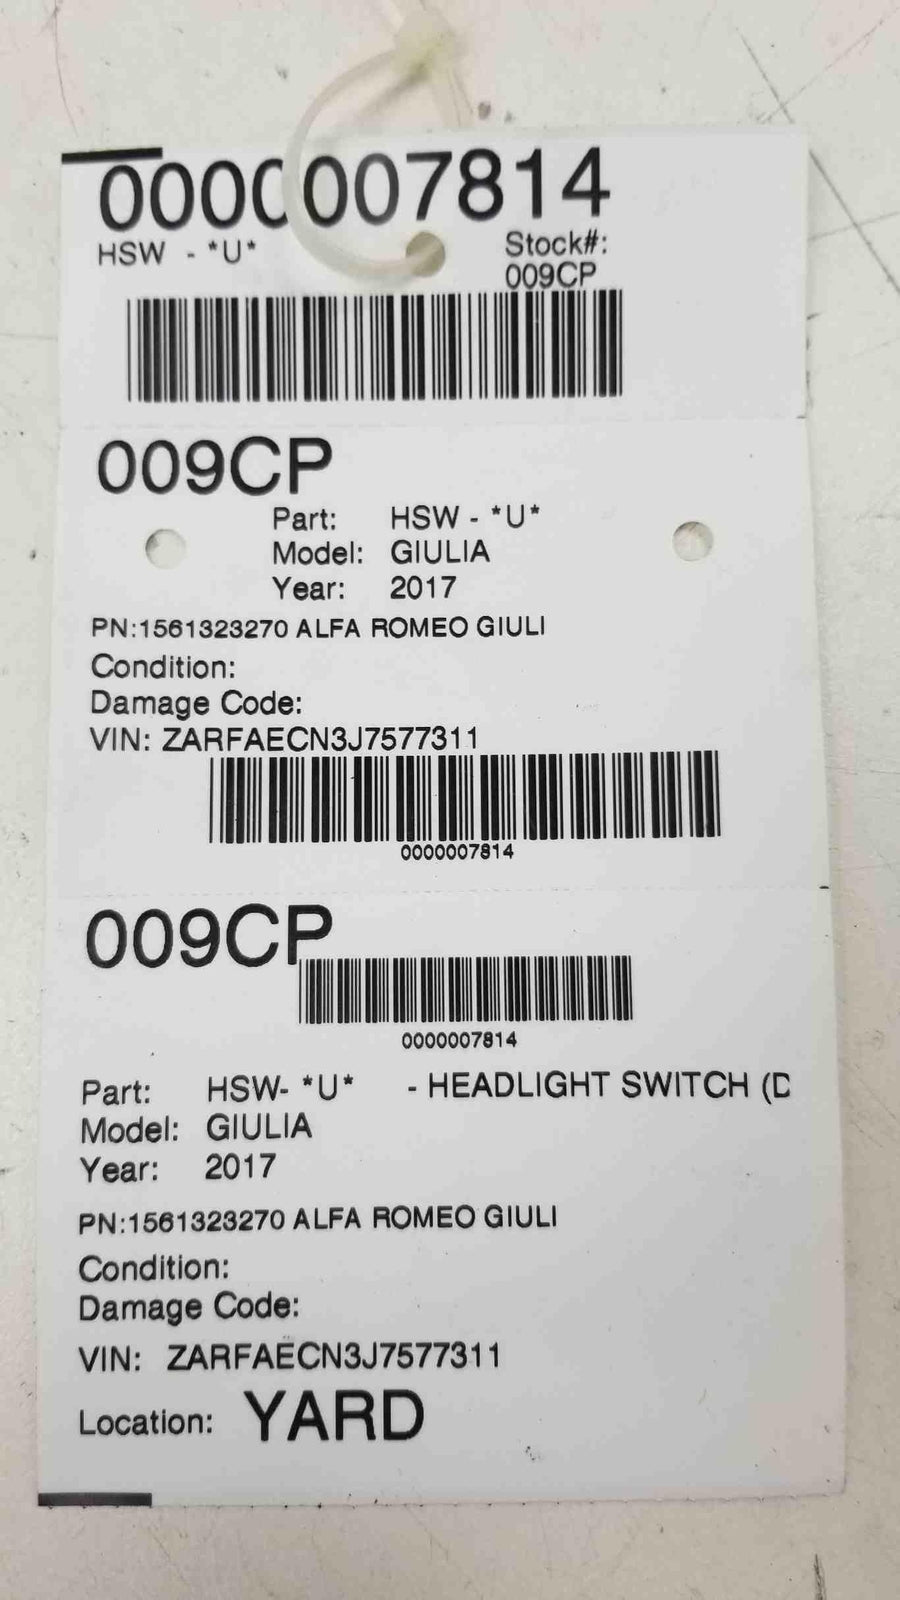 0000007814
HSW - *U*
Stock#:
009CP
009CP
Part: HSW - *U*
Model: GIULIA
Year: 2017
PN:1561323270 ALFA ROMEO GIULI
Condition:
Damage Code:
VIN: ZARFAECN3J7577311
0000007814
009CP
0000007814
Part: HSW- *U* - HEADLIGHT SWITCH (D
Model: GIULIA
Year: 2017
PN:1561323270 ALFA ROMEO GIULI
Condition:
Damage Code:
VIN: ZARFAECN3J7577311
Location: YARD